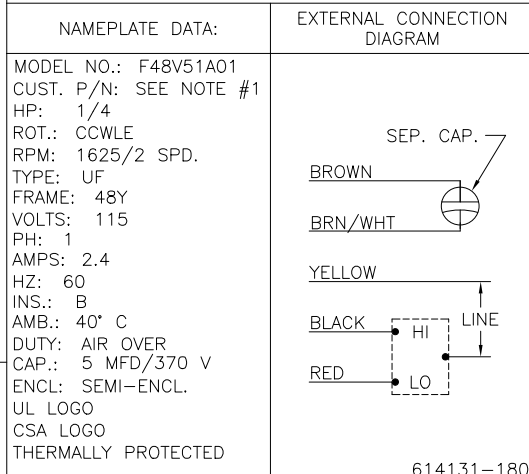 NAMEPLATE DATA:
MODEL NO.: F48V51A01
CUST. P/N: SEE NOTE #1
HP: 1/4
ROT.: CCWLE
RPM: 1625/2 SPD.
TYPE: UF
FRAME: 48Y
VOLTS: 115
PH: 1
AMPS: 2.4
HZ: 60
INS.: B
AMB.: 40° C
DUTY: AIR OVER
CAP.: 5 MFD/370 V
ENCL: SEMI-ENCL.
UL LOGO
CSA LOGO
THERMALLY PROTECTED
EXTERNAL CONNECTION
DIAGRAM
SEP. CAP.
BROWN
BRN/WHT
YELLOW
BLACK
HI
LINE
RED
LO
614131-180